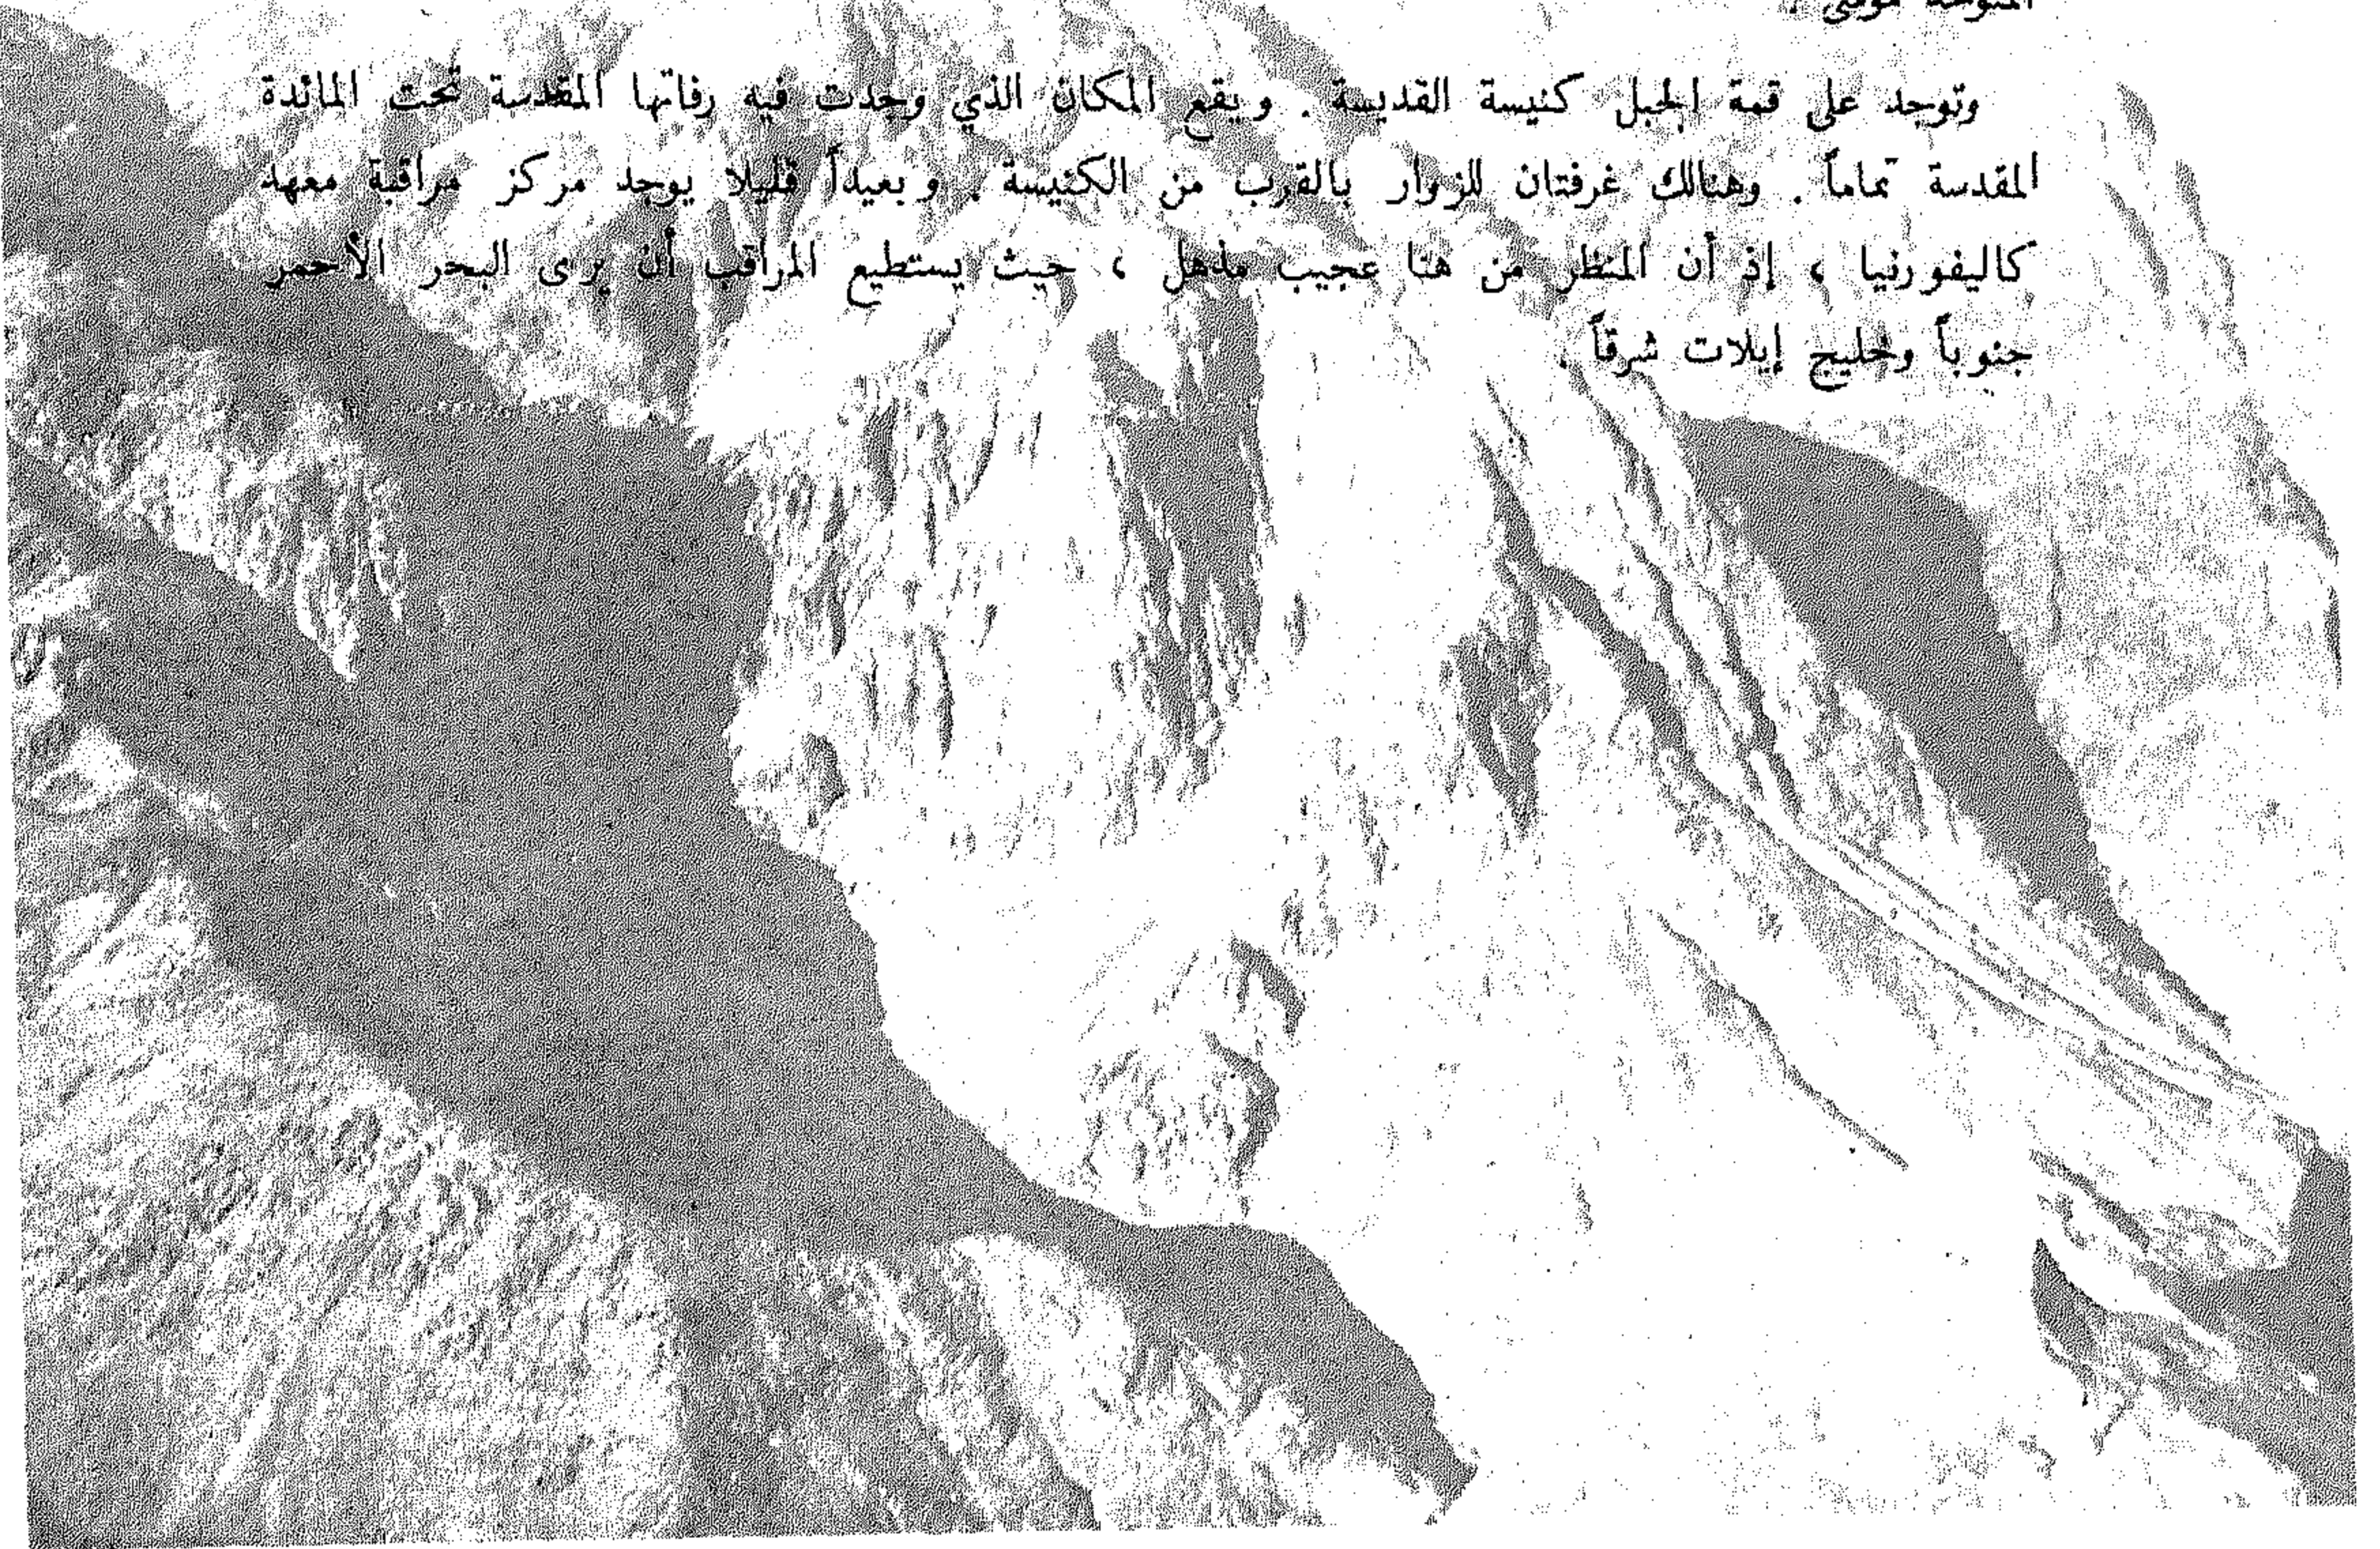 وتوجد على قمة الجبل كنيسة القديسة . ويقع المكان الذي وجدت فيه رفاتها المقدسة تحت المائدة
المقدسة تماماً . وهنالك غرفتان للزوار بالقرب من الكنيسة . وبعيداً قليلا يوجد مركز مراقبة معهد
كاليفورنيا ، إذ أن المنظر من هنا عجيب مذهل ، حيث يستطيع المراقب أن يرى البحر الأحمر
جنوباً وخليج إيلات شرقاً .